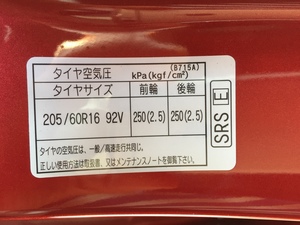 タイヤ空気圧 kPa(kgf/cm²) (B715A)
タイヤサイズ 前輪 後輪
205/60R16 92V 250(2.5) 250(2.5)
SRS E
タイヤの空気圧は、一般/高速走行共同じ。
正しい使用方法は取扱書、又はメンテナンスノートを御覧下さい。